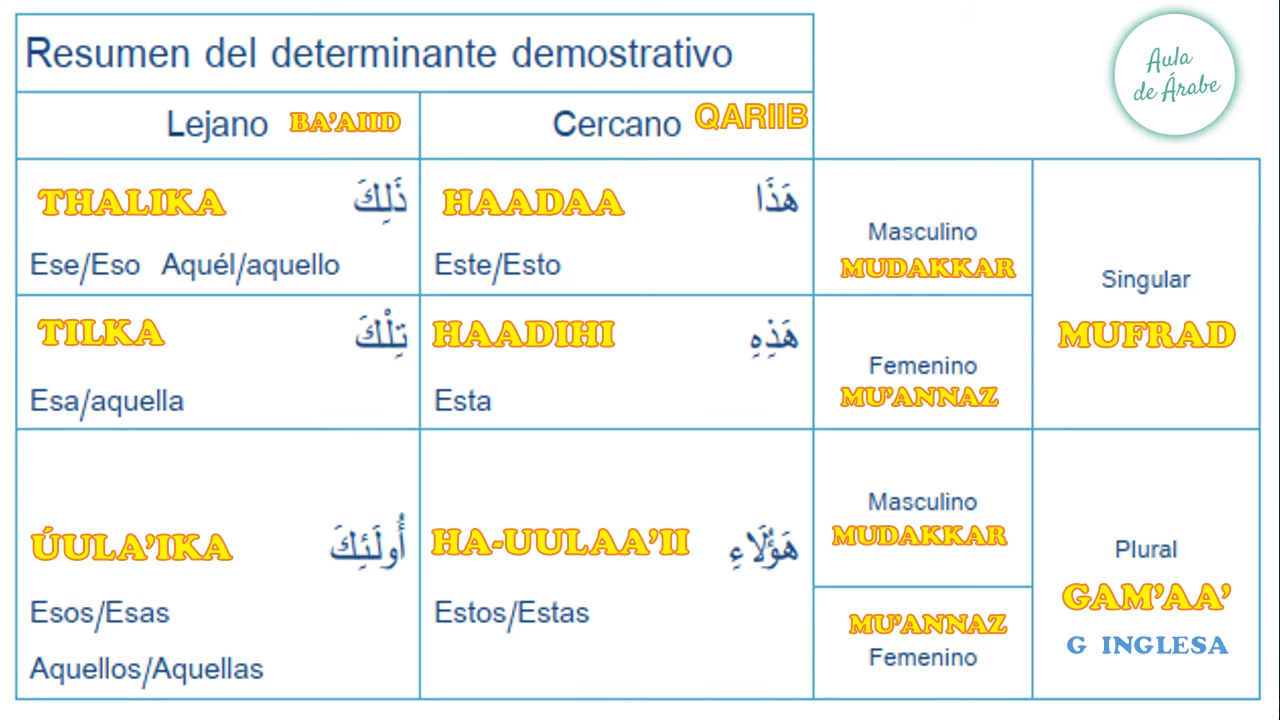 Resumen del determinante demostrativo
Aula
de Árabe
Lejano BA'AIID
Cercano QARIIB
THALIKA ذَلِكَ
Ese/Eso Aquél/aquello
HAADAA هَذَا
Este/Esto
Masculino
MUDAKKAR
Singular
MUFRAD
TILKA تِلْكَ
Esa/aquella
HAADIHI هَذِهِ
Esta
Femenino
MU'ANNAZ
ÚULA'IKA أُولَئِكَ
Esos/Esas
Aquellos/Aquellas
HA-UULAA'II هَؤُلَاءِ
Estos/Estas
Masculino
MUDAKKAR
MU'ANNAZ
Femenino
Plural
GAM'AA'
G INGLESA